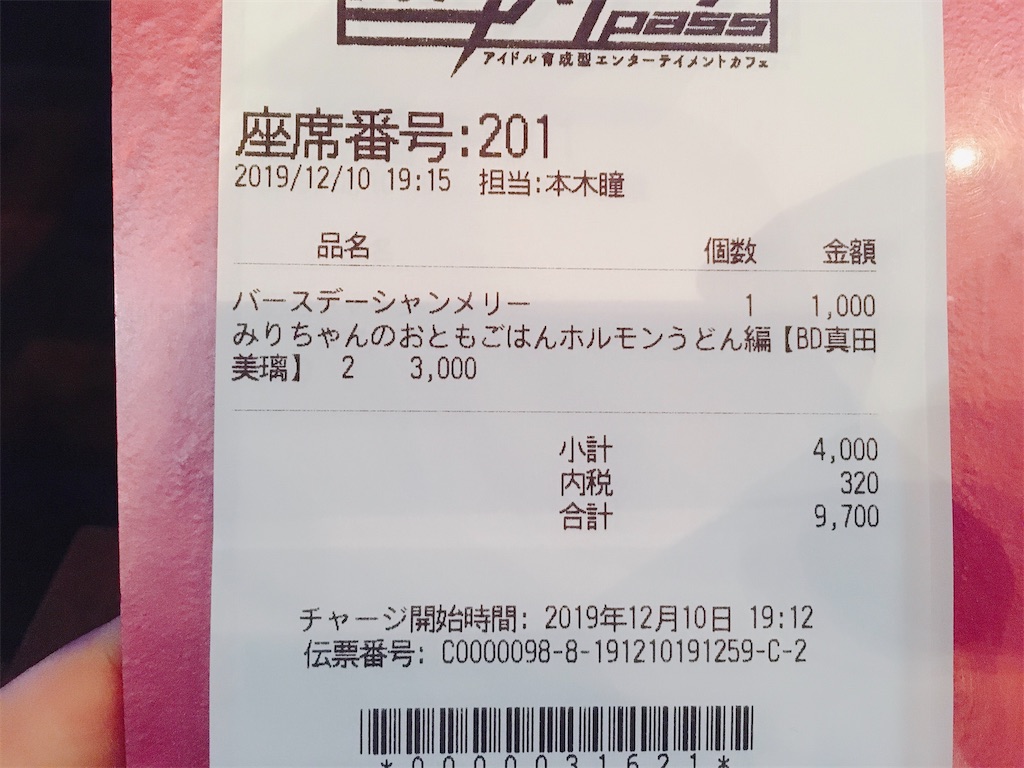 pass
アイドル育成型エンターテイメントカフェ
座席番号:201
2019/12/10 19:15 担当:本木瞳
品名 個数 金額
バースデーシャンメリー 1 1,000
みりちゃんのおともごはんホルモンうどん編【BD真田
美璃】 2 3,000
小計 4,000
内税 320
合計 9,700
チャージ開始時間: 2019年12月10日 19:12
伝票番号: C0000098-8-191210191259-C-2
*0000031621*